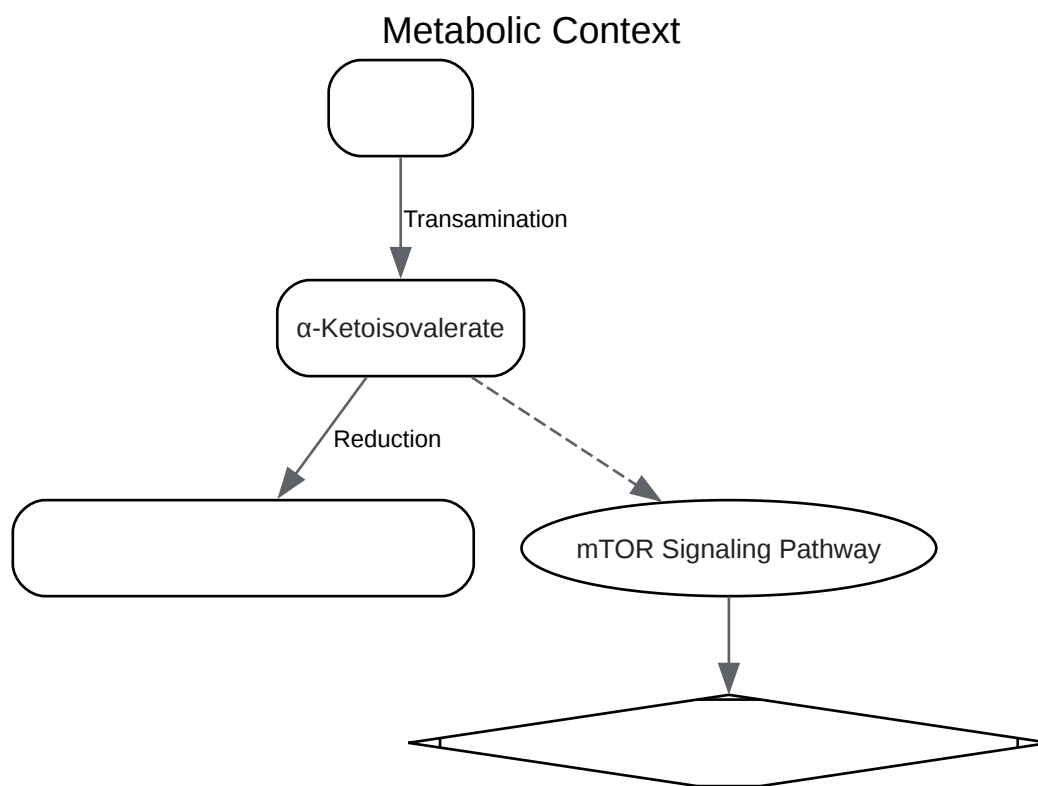 Metabolic Context
Transamination
α-Ketoisovalerate
Reduction
mTOR Signaling Pathway